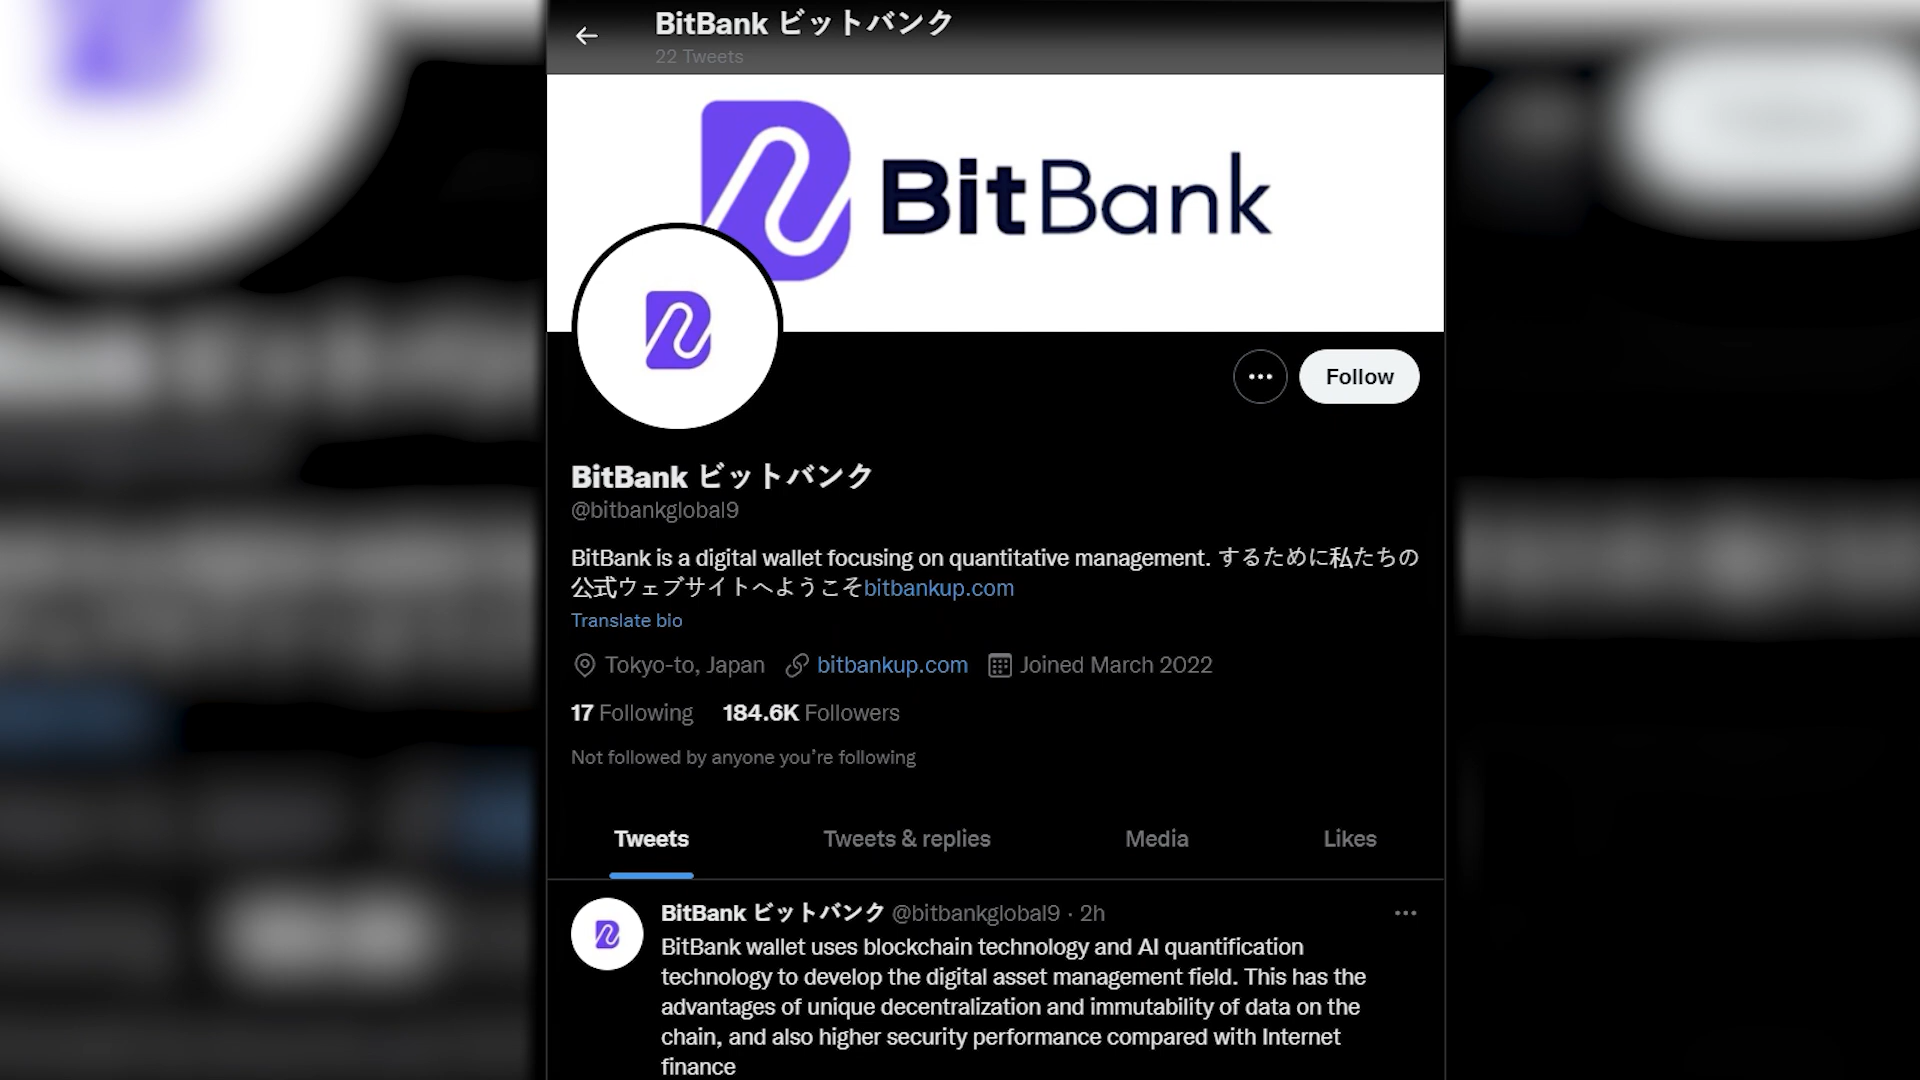 BitBank ビットバンク
22 Tweets
BitBank
Follow
BitBank ビットバンク
@bitbankglobal9
BitBank is a digital wallet focusing on quantitative management. するために私たちの
公式ウェブサイトへようこそbitbankup.com
Translate bio
Tokyo-to, Japan bitbankup.com Joined March 2022
17 Following 184.6K Followers
Not followed by anyone you’re following
Tweets Tweets & replies Media Likes
BitBank ビットバンク @bitbankglobal9 · 2h
BitBank wallet uses blockchain technology and AI quantification
technology to develop the digital asset management field. This has the
advantages of unique decentralization and immutability of data on the
chain, and also higher security performance compared with Internet
finance